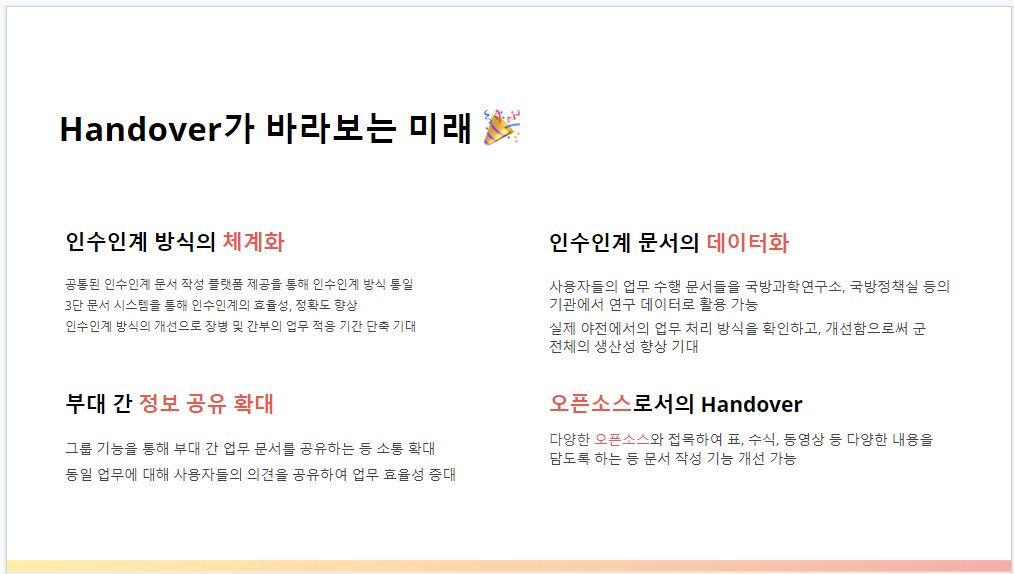 Handover가 바라보는 미래 🎉
인수인계 방식의 체계화
공통된 인수인계 문서 작성 플랫폼 제공을 통해 인수인계 방식 통일
3단 문서 시스템을 통해 인수인계의 효율성, 정확도 향상
인수인계 방식의 개선으로 장병 및 간부의 업무 적응 기간 단축 기대
인수인계 문서의 데이터화
사용자들의 업무 수행 문서들을 국방과학연구소, 국방정책실 등의
기관에서 연구 데이터로 활용 가능
실제 야전에서의 업무 처리 방식을 확인하고, 개선함으로써 군
전체의 생산성 향상 기대
부대 간 정보 공유 확대
그룹 기능을 통해 부대 간 업무 문서를 공유하는 등 소통 확대
동일 업무에 대해 사용자들의 의견을 공유하여 업무 효율성 증대
오픈소스로서의 Handover
다양한 오픈소스와 접목하여 표, 수식, 동영상 등 다양한 내용을
담도록 하는 등 문서 작성 기능 개선 가능